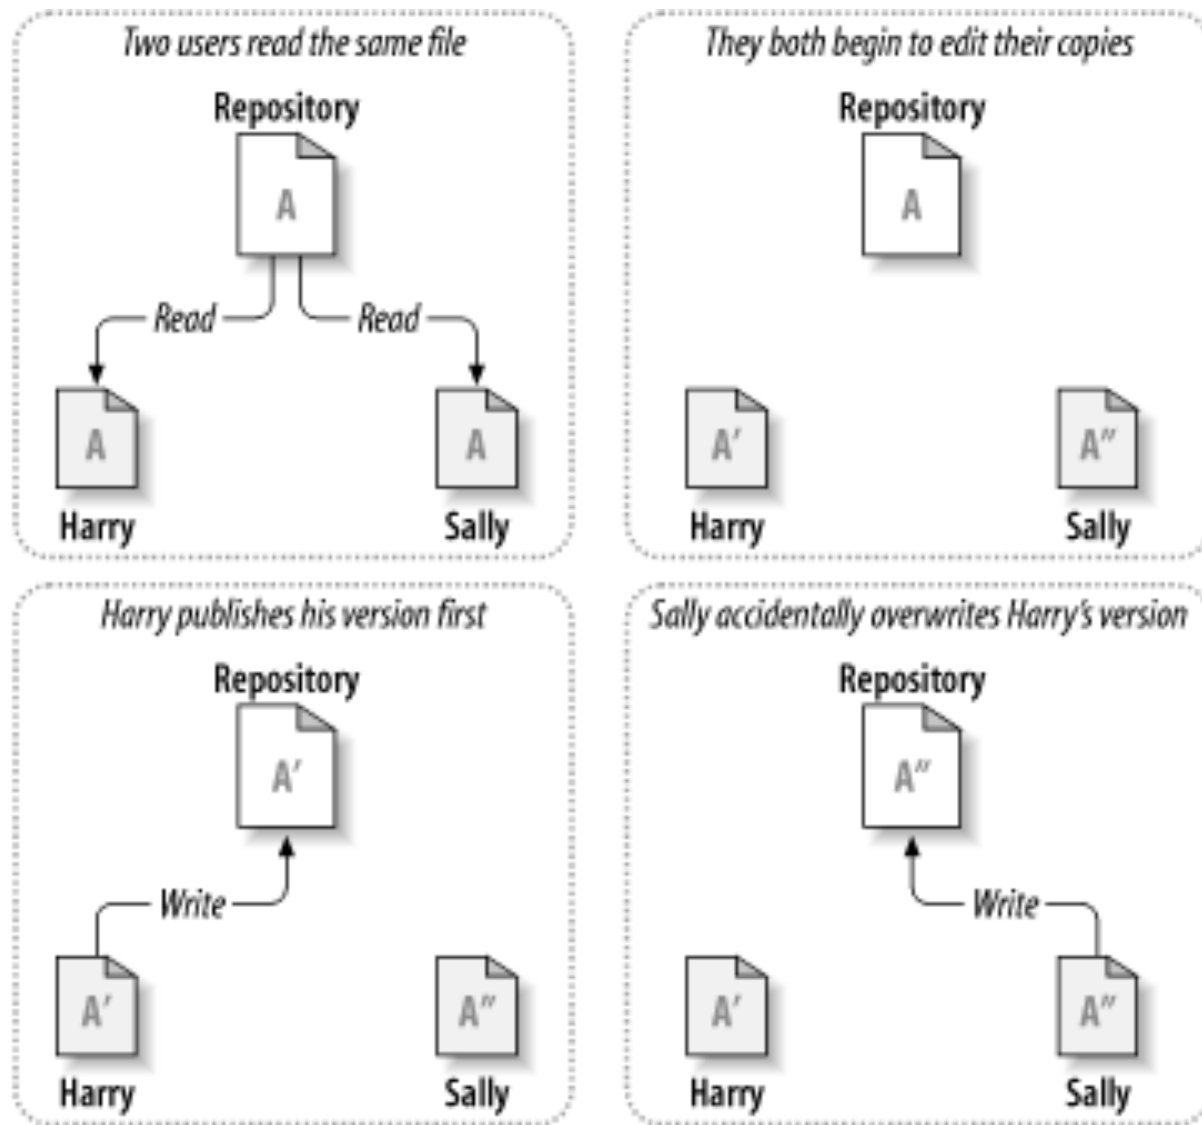 Two users read the same file
Repository
A
Read
Read
A
A
Harry
Sally
They both begin to edit their copies
Repository
A
A′
A″
Harry
Sally
Harry publishes his version first
Repository
A′
Write
A′
A″
Harry
Sally
Sally accidentally overwrites Harry's version
Repository
A″
Write
A′
A″
Harry
Sally